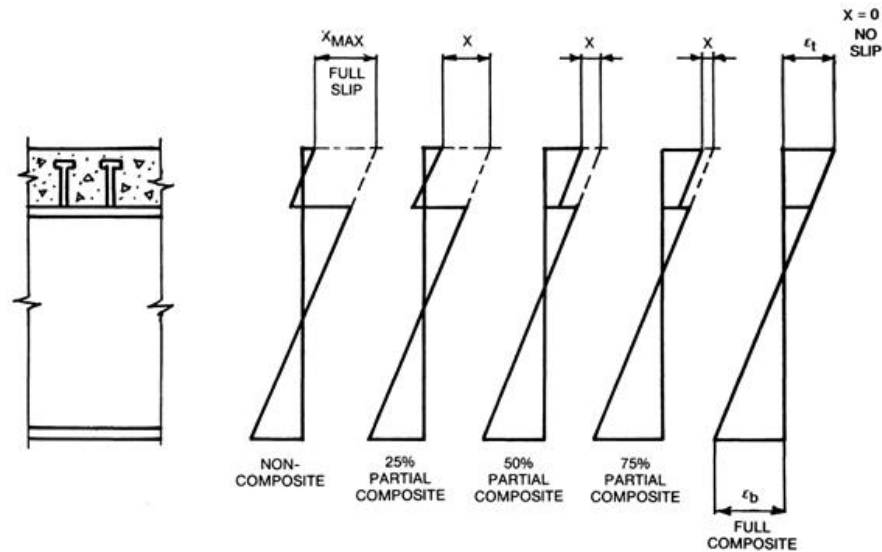 X = 0
NO
SLIP
XMAX
FULL
SLIP
X
X
X
εt
NON-
COMPOSITE
25%
PARTIAL
COMPOSITE
50%
PARTIAL
COMPOSITE
75%
PARTIAL
COMPOSITE
εb
FULL
COMPOSITE